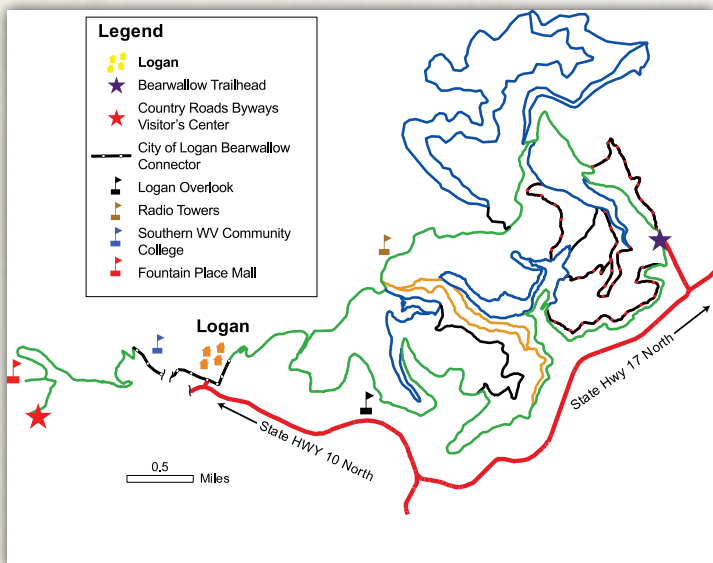 Legend
Logan
Bearwallow Trailhead
Country Roads Byways
Visitor's Center
City of Logan Bearwallow
Connector
Logan Overlook
Radio Towers
Southern WV Community
College
Fountain Place Mall
Logan
State Hwy 17 North
State HWY 10 North
0.5
Miles